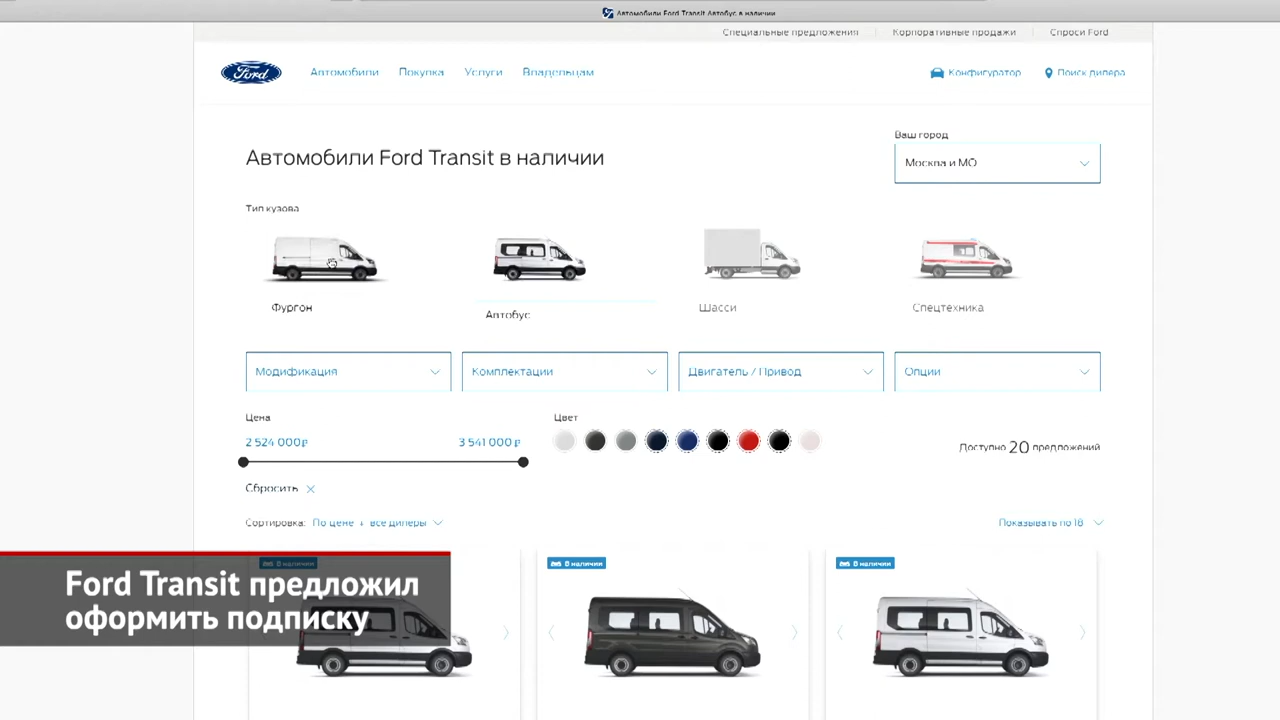 Автомобили Ford Transit Автобус в наличии
Специальные предложения
Корпоративные продажи
Спроси Ford
Ford
Автомобили
Покупка
Услуги
Владельцам
Конфигуратор
Поиск дилера
Ваш город
Автомобили Ford Transit в наличии
Москва и МО
Тип кузова
Фургон
Автобус
Шасси
Спецтехника
Модификация
Комплектации
Двигатель / Привод
Опции
Цена
Цвет
2 524 000₽
3 541 000 ₽
Доступно 20 предложений
Сбросить
Сортировка: По цене ↓ все дилеры
Показывать по 18
В наличии
В наличии
В наличии
Ford Transit предложил
оформить подписку